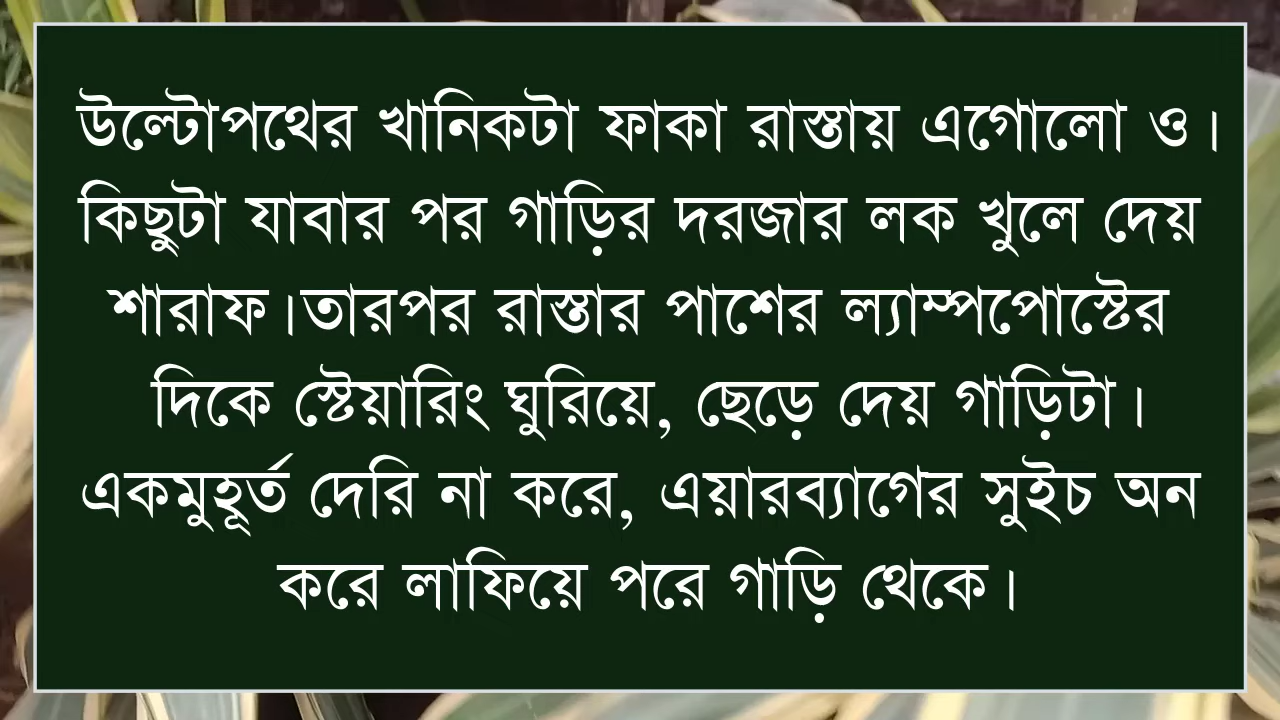 উল্টোপথের খানিকটা ফাকা রাস্তায় এগোলো ও।
কিছুটা যাবার পর গাড়ির দরজার লক খুলে দেয়
শারাফ।তারপর রাস্তার পাশের ল্যাম্পপোস্টের
দিকে স্টেয়ারিং ঘুরিয়ে, ছেড়ে দেয় গাড়িটা।
একমুহূর্ত দেরি না করে, এয়ারব্যাগের সুইচ অন
করে লাফিয়ে পরে গাড়ি থেকে।